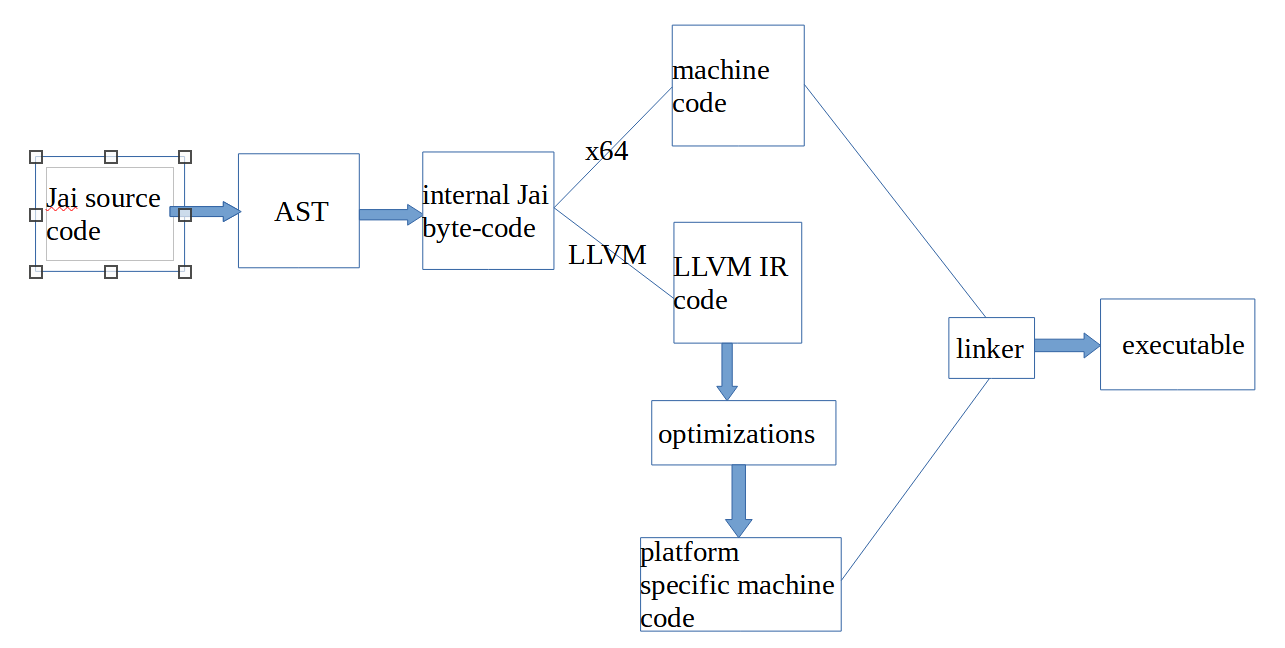 Jai source
code
AST
internal Jai
byte-code
x64
machine
code
LLVM
LLVM IR
code
optimizations
platform
specific machine
code
linker
executable